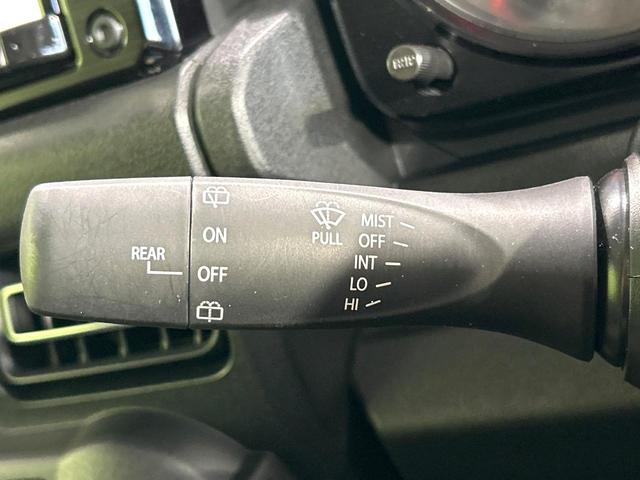 REAR
ON
OFF
PULL
MIST
OFF
INT
LO
HI